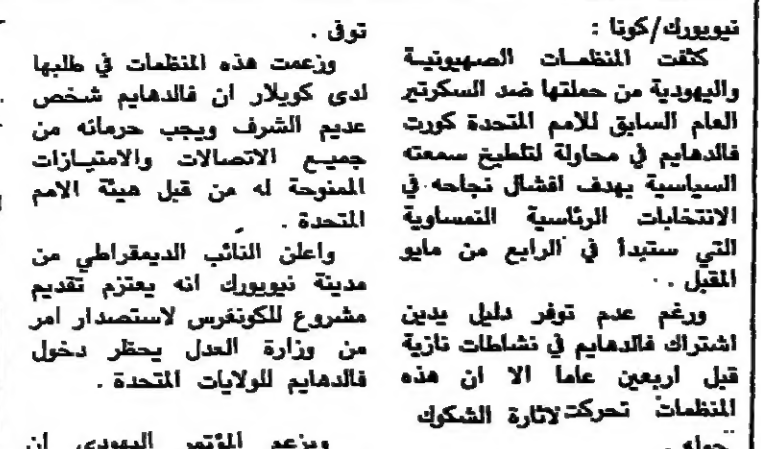 نيويورك/كونا :
كثفت المنظمات الصهيونية
واليهودية من حملتها ضد السكرتير
العام السابق للامم المتحدة كورت
فالدهايم في محاولة لتلطيخ سمعته
السياسية بهدف افشال نجاحه في
الانتخابات الرئاسية النمساوية
التي ستبدأ في الرابع من مايو
المقبل ..
ورغم عدم توفر دليل يدين
اشتراك فالدهايم في نشاطات نازية
قبل اربعين عاما الا ان هذه
المنظمات تحركت لاثارة الشكوك
حوله .
توفى .
وزعمت هذه المنظمات في طلبها
لدى كويلار ان فالدهايم شخص
عديم الشرف ويجب حرمانه من
جميع الاتصالات والامتيازات
الممنوحة له من قبل هيئة الامم
المتحدة .
واعلن النائب الديمقراطي من
مدينة نيويورك انه يعتزم تقديم
مشروع للكونغرس لاستصدار امر
من وزارة العدل يحظر دخول
فالدهايم للولايات المتحدة .
ويزعم المؤتمر اليهودي ان